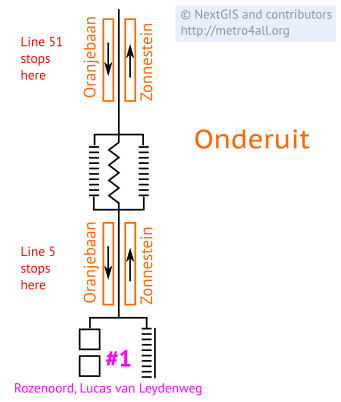 © NextGIS and contributors
http://metro4all.org
Line 51
stops
here
Oranjebaan
Zonnestein
Onderuit
Line 5
stops
here
Oranjebaan
Zonnestein
#1
Rozenoord, Lucas van Leydenweg